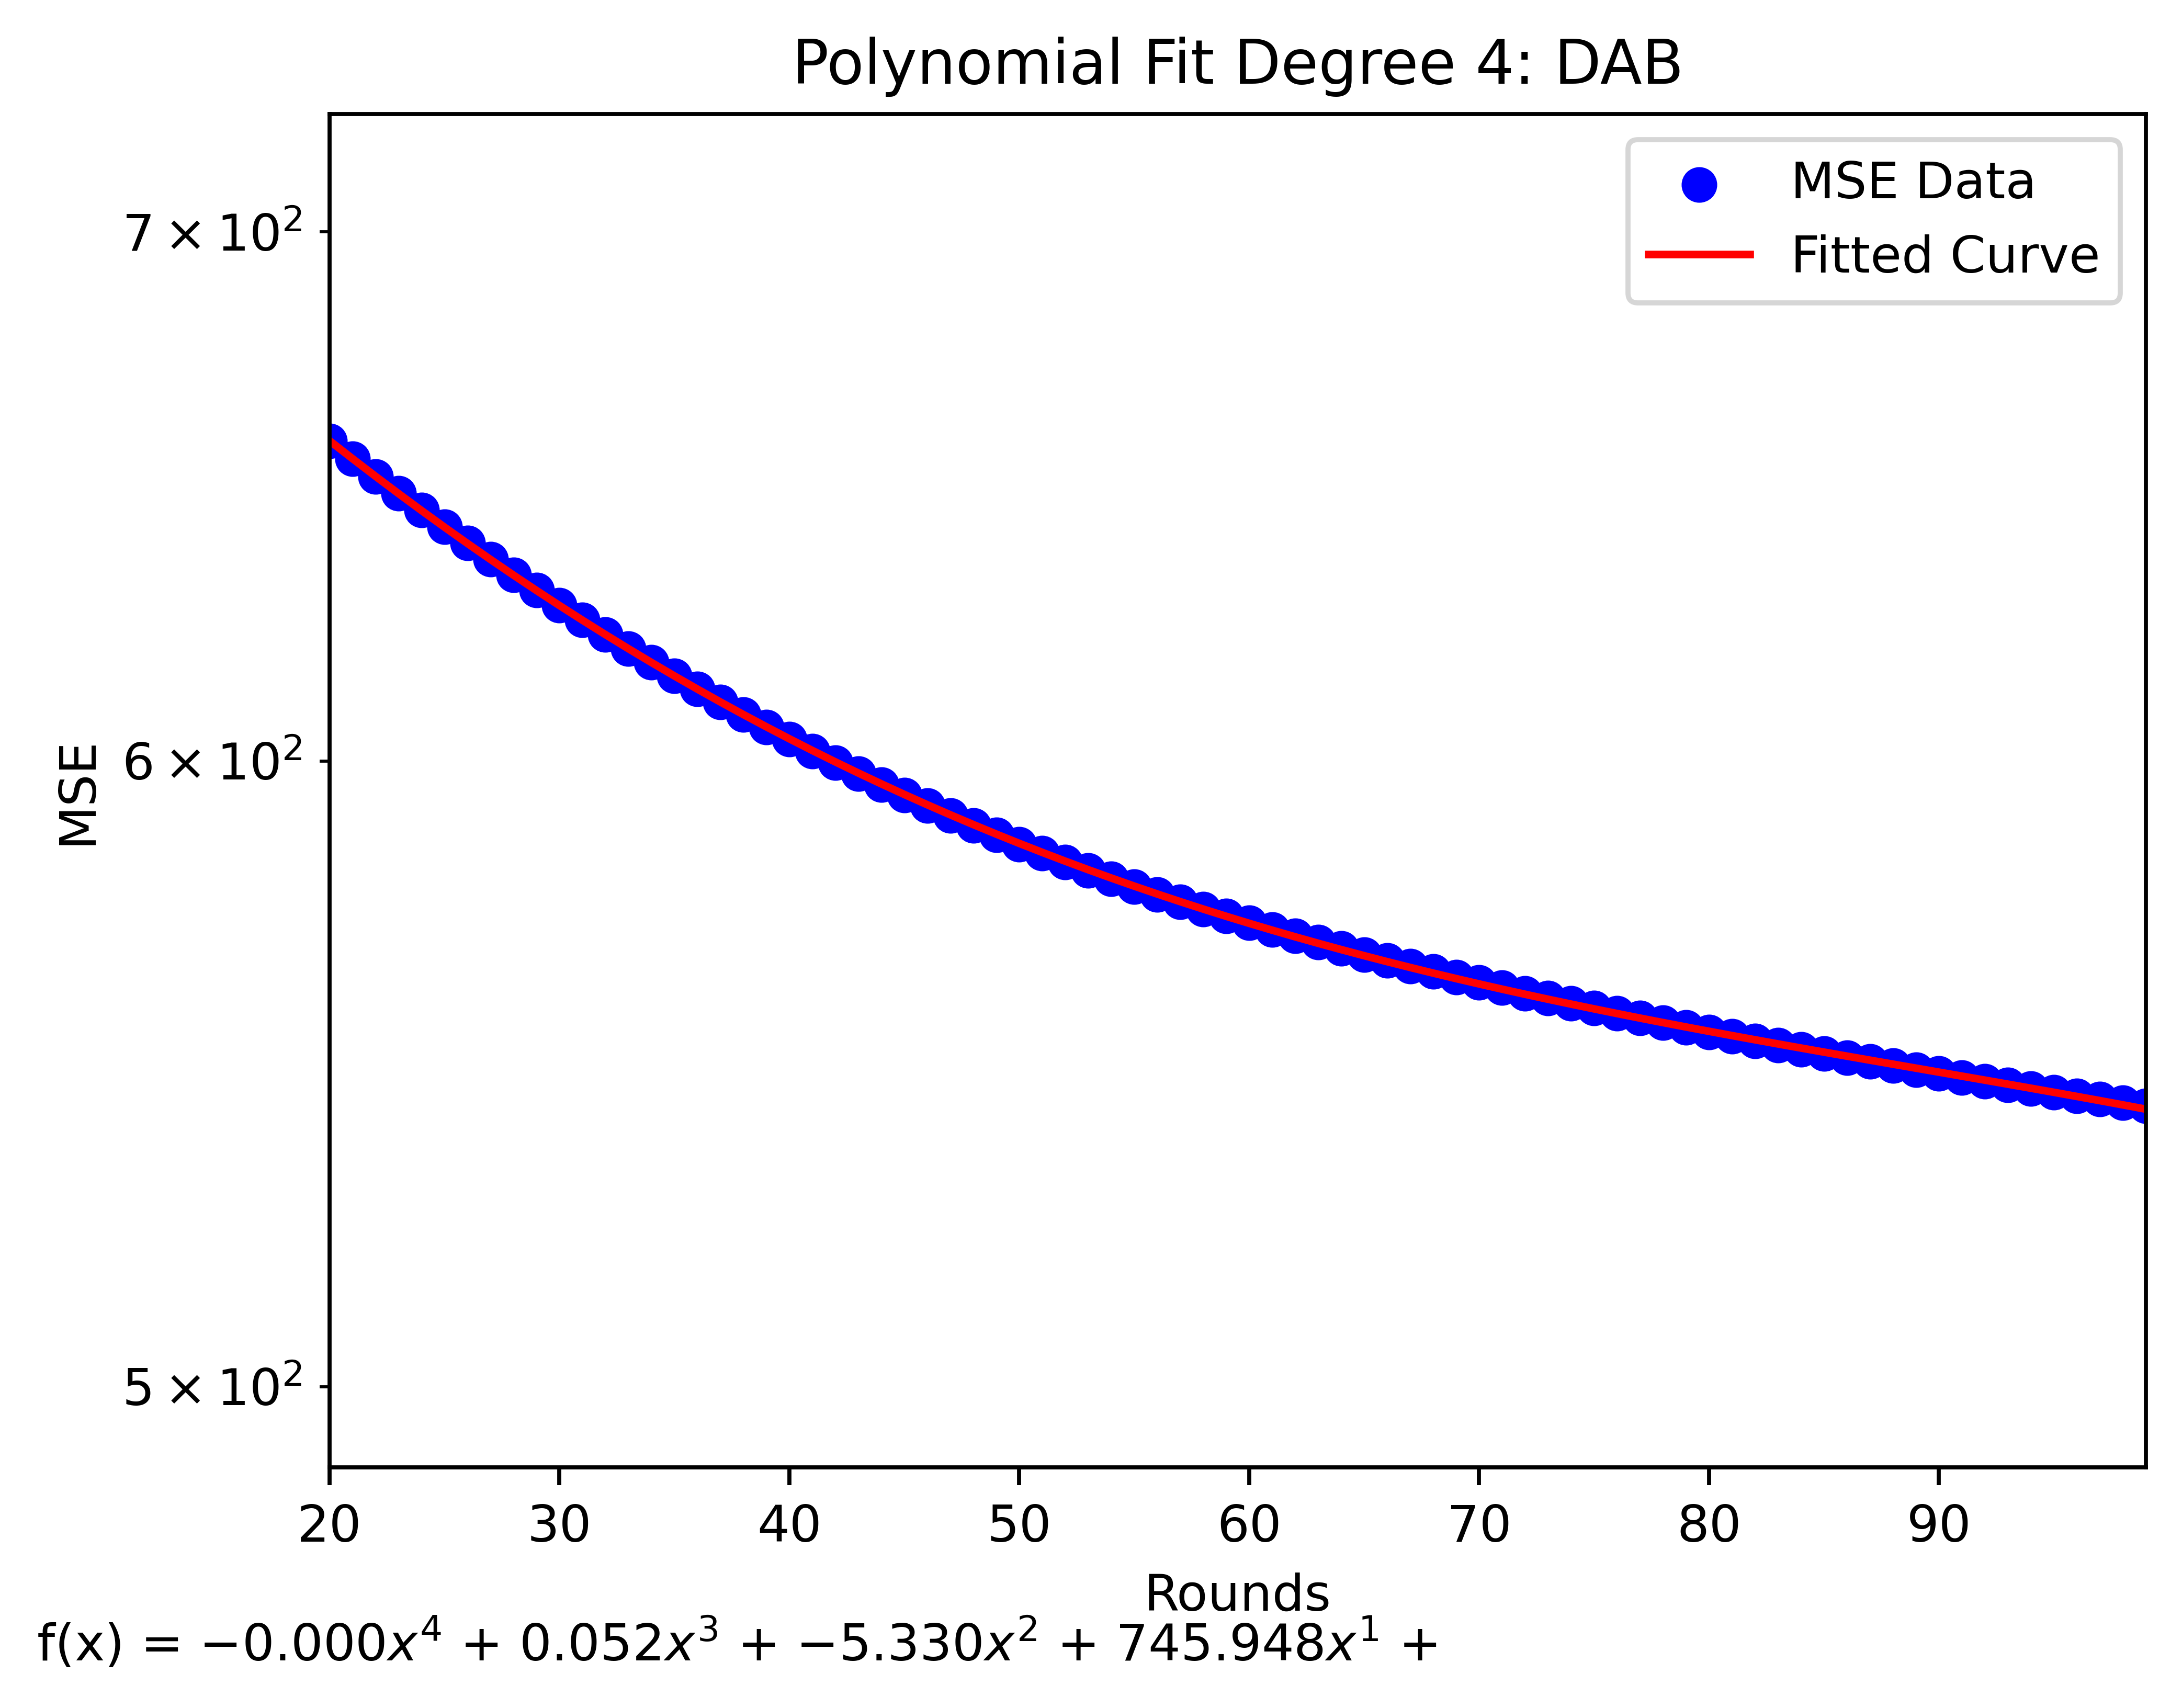 Polynomial Fit Degree 4: DAB
MSE Data
Fitted Curve
7 × 10²
6 × 10²
5 × 10²
MSE
20 30 40 50 60 70 80 90
Rounds
f(x) = −0.000x⁴ + 0.052x³ + −5.330x² + 745.948x¹ +